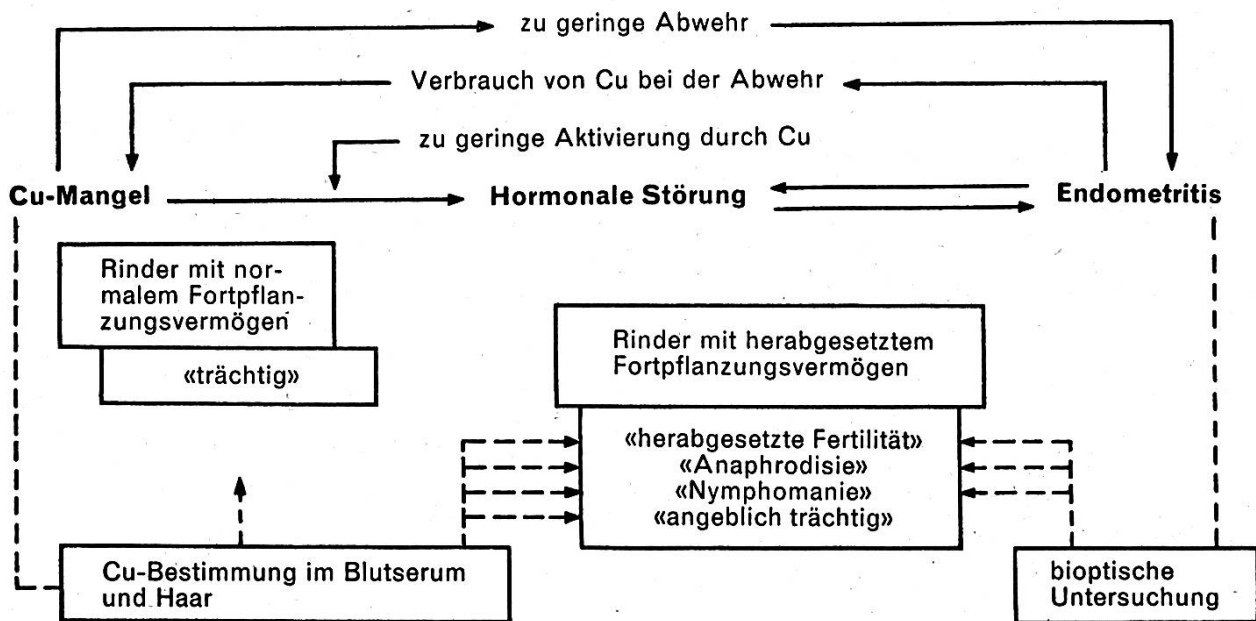 zu geringe Abwehr
Verbrauch von Cu bei der Abwehr
zu geringe Aktivierung durch Cu
Cu-Mangel Hormonale Störung Endometritis
Rinder mit nor-
malem Fortpflan-
zungsvermögen
«trächtig»
Rinder mit herabgesetztem
Fortpflanzungsvermögen
«herabgesetzte Fertilität»
«Anaphrodisie»
«Nymphomanie»
«angeblich trächtig»
Cu-Bestimmung im Blutserum
und Haar
bioptische
Untersuchung